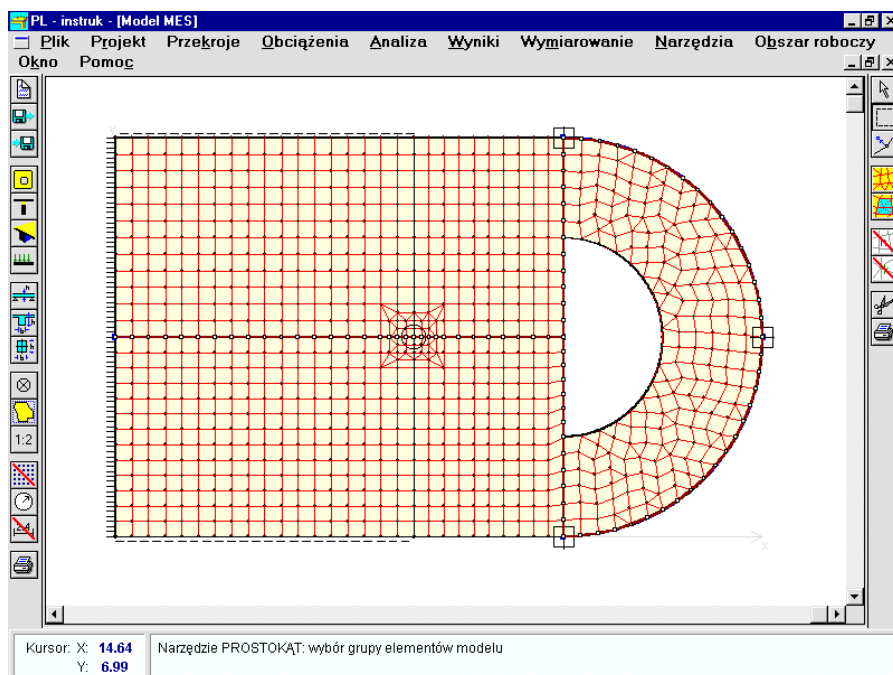 PL - instruk - [Model MES]
Plik Projekt Przekroje Obciążenia Analiza Wyniki Wymiarowanie Narzędzia Obszar roboczy
Okno Pomoc
Y
1:2
X
Kursor: X: 14.64 Narzędzie PROSTOKĄT: wybór grupy elementów modelu
Y: 6.99